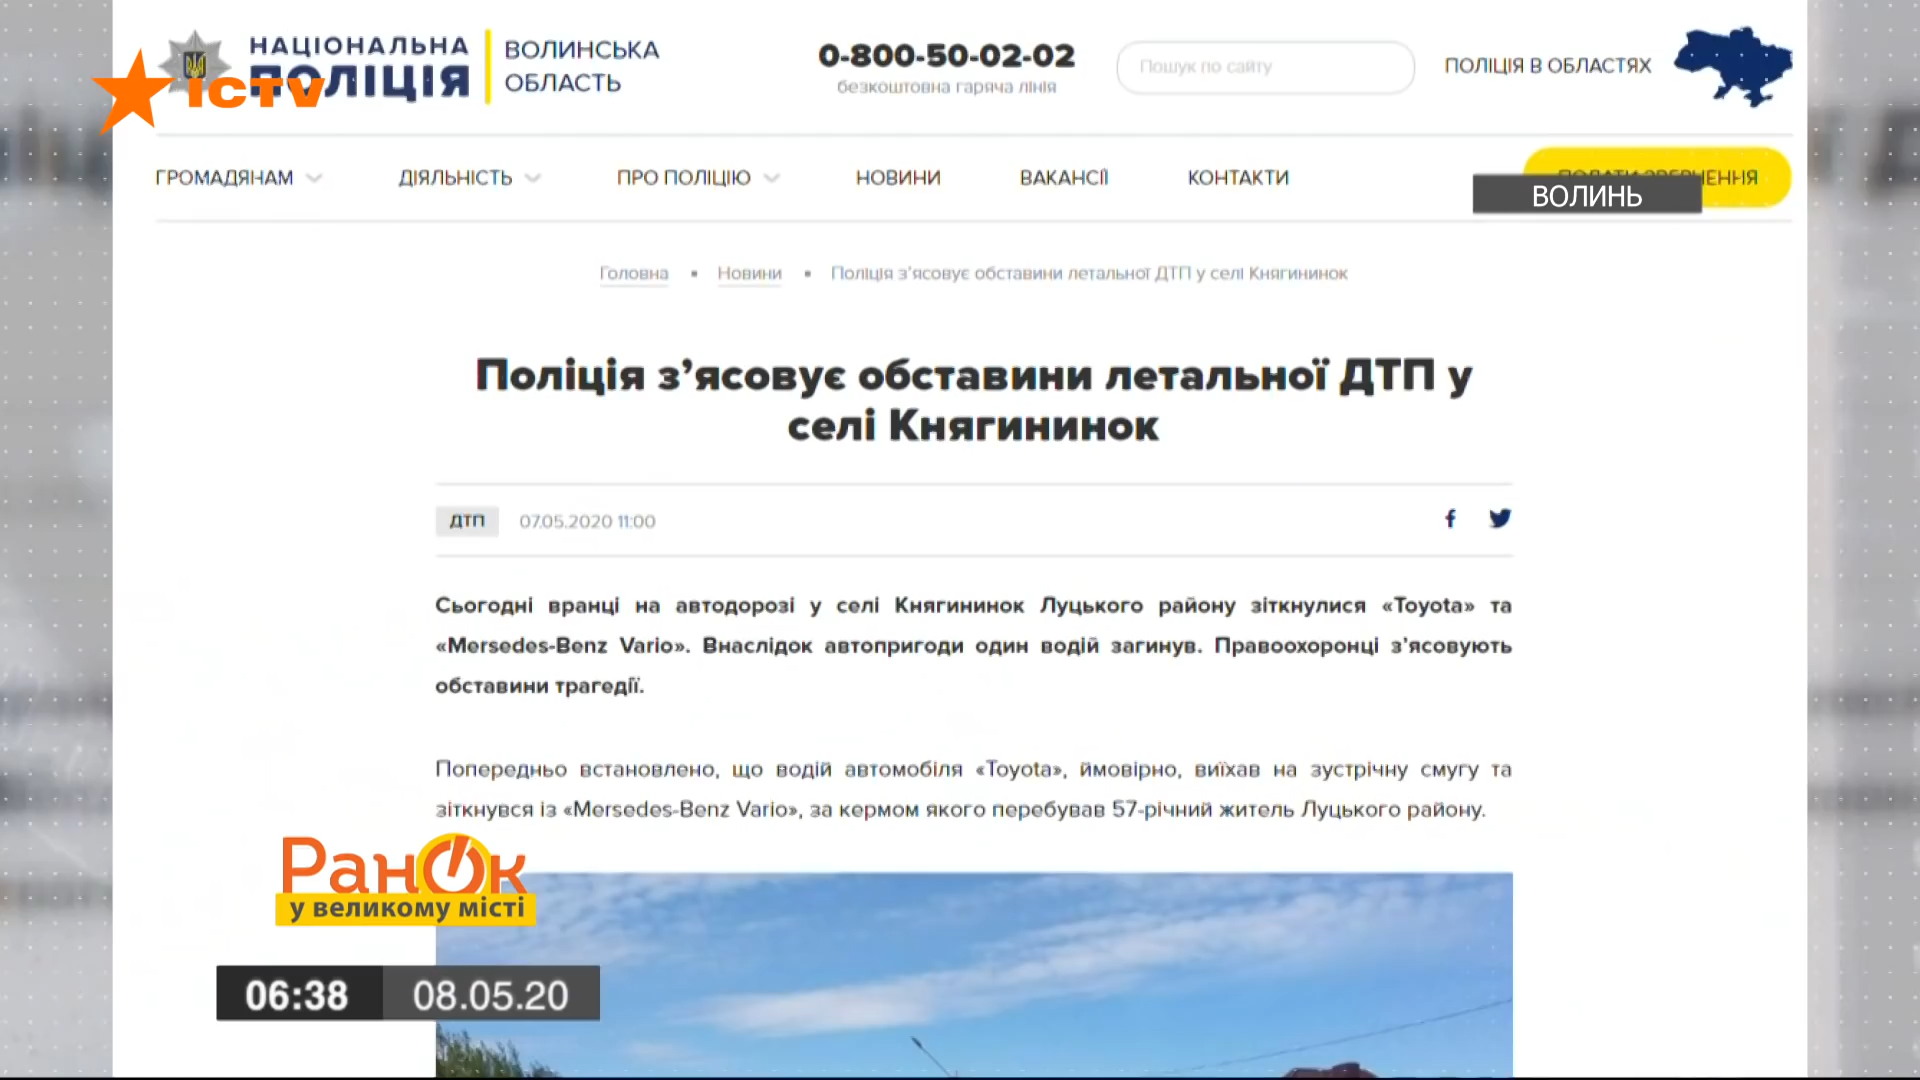 НАЦІОНАЛЬНА
ПОЛІЦІЯ
ВОЛИНСЬКА
ОБЛАСТЬ
ictv
0-800-50-02-02
безкоштовна гаряча лінія
Пошук по сайту
ПОЛІЦІЯ В ОБЛАСТЯХ
ГРОМАДЯНАМ
ДІЯЛЬНІСТЬ
ПРО ПОЛІЦІЮ
НОВИНИ
ВАКАНСІЇ
КОНТАКТИ
ПОДАТИ ЗВЕРНЕННЯ
ВОЛИНЬ
Головна ▪ Новини ▪ Поліція з’ясовує обставини летальної ДТП у селі Княгининок
Поліція з’ясовує обставини летальної ДТП у
селі Княгининок
ДТП 07.05.2020 11:00
Сьогодні вранці на автодорозі у селі Княгининок Луцького району зіткнулися «Toyota» та
«Mersedes-Benz Vario». Внаслідок автопригоди один водій загинув. Правоохоронці з’ясовують
обставини трагедії.
Попередньо встановлено, що водій автомобіля «Toyota», ймовірно, виїхав на зустрічну смугу та
зіткнувся із «Mersedes-Benz Vario», за кермом якого перебував 57-річний житель Луцького району.
Ранок
у великому місті
06:38 08.05.20